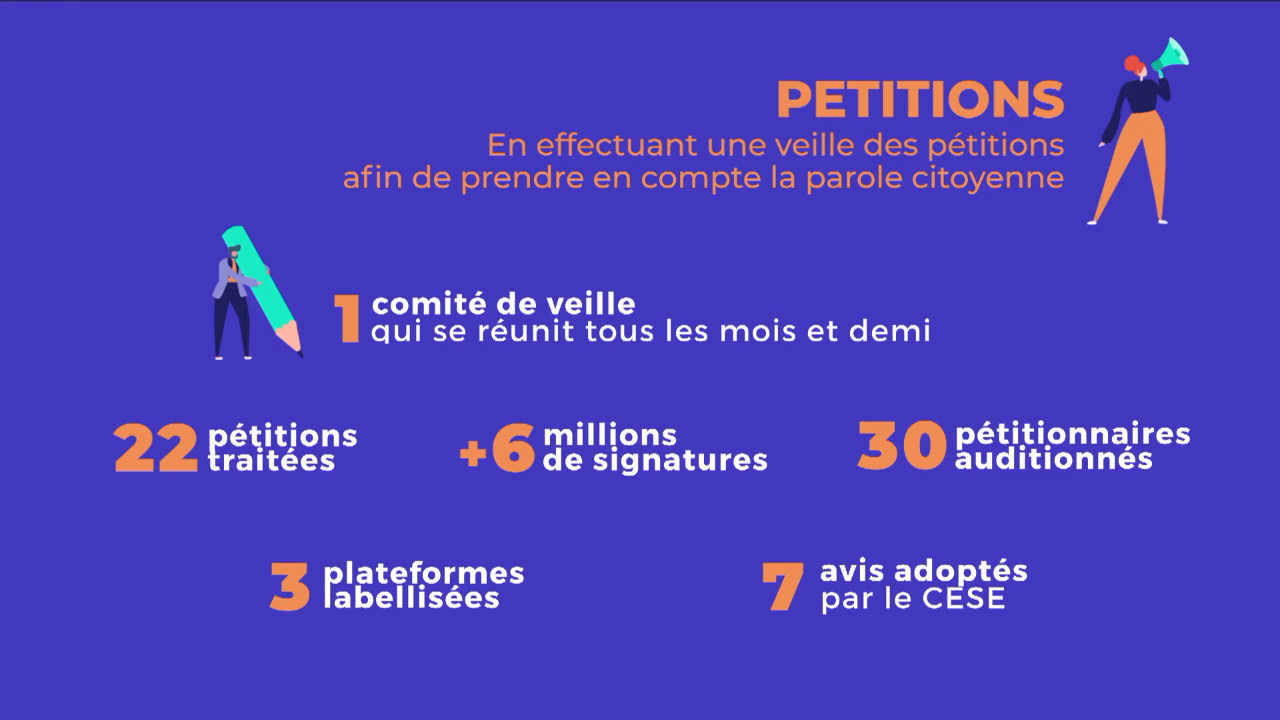 PETITIONS
En effectuant une veille des pétitions
afin de prendre en compte la parole citoyenne
1 comité de veille
qui se réunit tous les mois et demi
22 pétitions
traitées
+6 millions
de signatures
30 pétitionnaires
auditionnés
3 plateformes
labellisées
7 avis adoptés
par le CESE